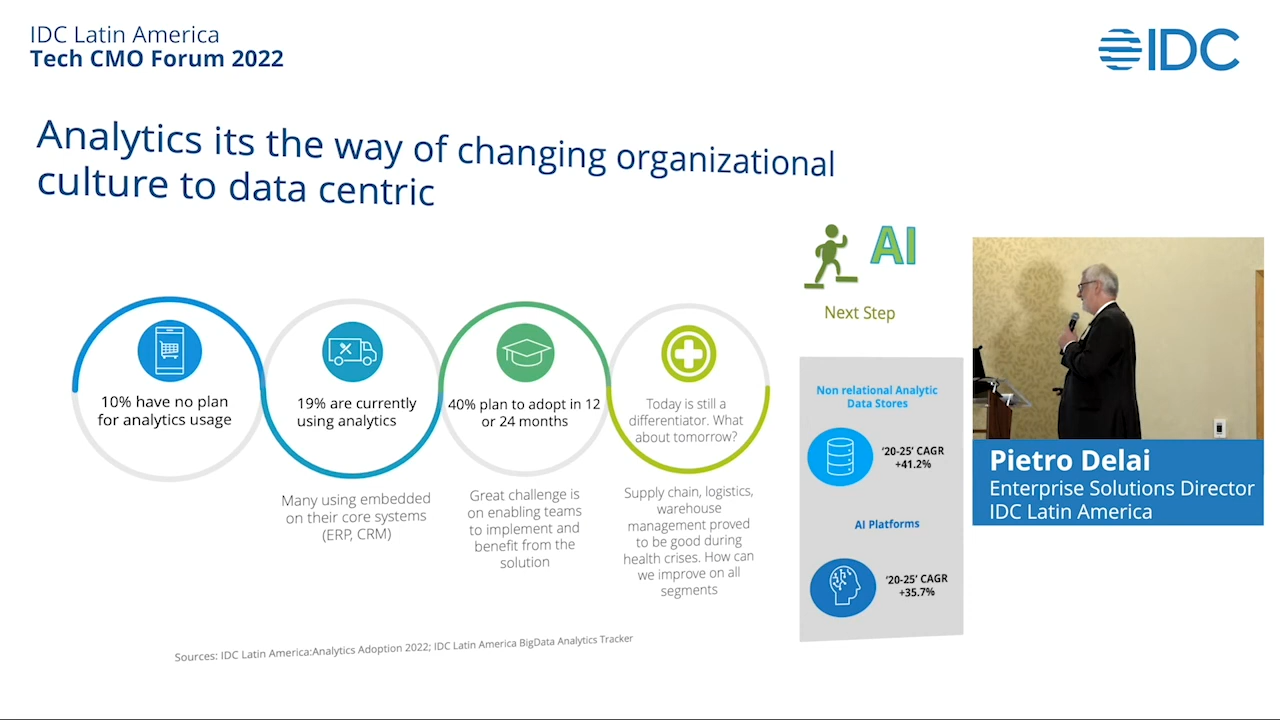 IDC Latin America
Tech CMO Forum 2022
IDC
Analytics its the way of changing organizational
culture to data centric
AI
Next Step
10% have no plan
for analytics usage
19% are currently
using analytics
Many using embedded
on their core systems
(ERP, CRM)
40% plan to adopt in 12
or 24 months
Great challenge is
on enabling teams
to implement and
benefit from the
solution
Today is still a
differentiator. What
about tomorrow?
Supply chain, logistics,
warehouse
management proved
to be good during
health crises. How can
we improve on all
segments
Non relational Analytic
Data Stores
‘20-25’ CAGR
+41.2%
AI Platforms
‘20-25’ CAGR
+35.7%
Pietro Delai
Enterprise Solutions Director
IDC Latin America
Sources: IDC Latin America:Analytics Adoption 2022; IDC Latin America BigData Analytics Tracker